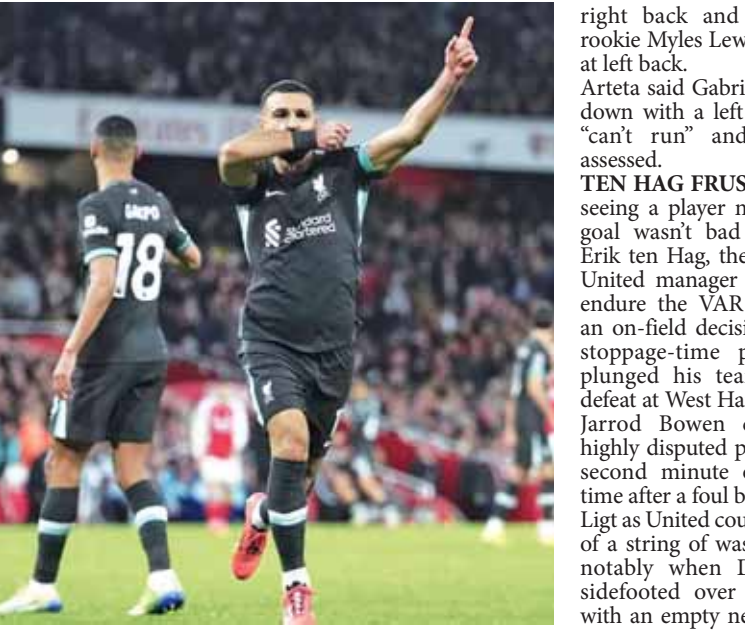 Emirates
GAKPO
18
standard
chartered
right back and
rookie Myles Lew
at left back.
Arteta said Gabri
down with a left
“can’t run” and
assessed.
TEN HAG FRUS
seeing a player m
goal wasn’t bad
Erik ten Hag, the
United manager
endure the VAR
an on-field decisi
stoppage-time p
plunged his tea
defeat at West Ha
Jarrod Bowen c
highly disputed p
second minute o
time after a foul b
Ligt as United cou
of a string of was
notably when D
sidefooted over
with an empty ne